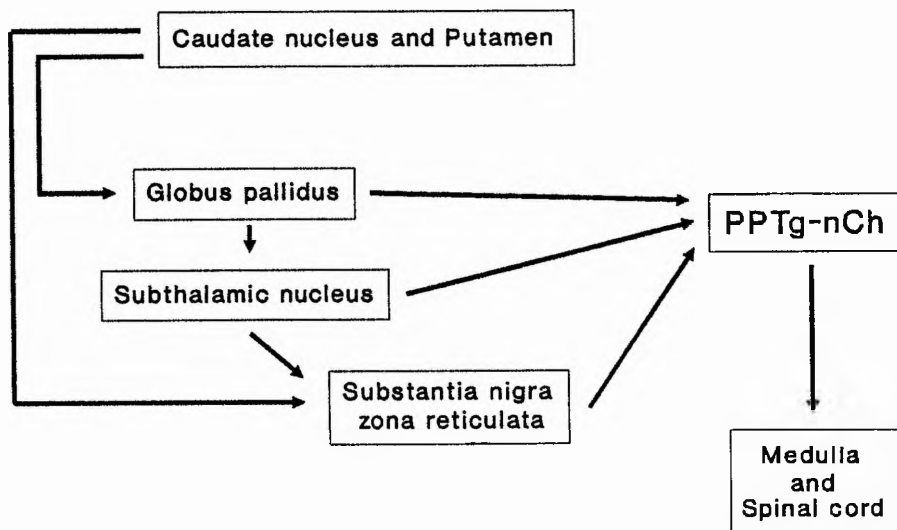 Caudate nucleus and Putamen
Globus pallidus
PPTg-nCh
Subthalamic nucleus
Substantia nigra
zona reticulata
Medulla
and
Spinal cord